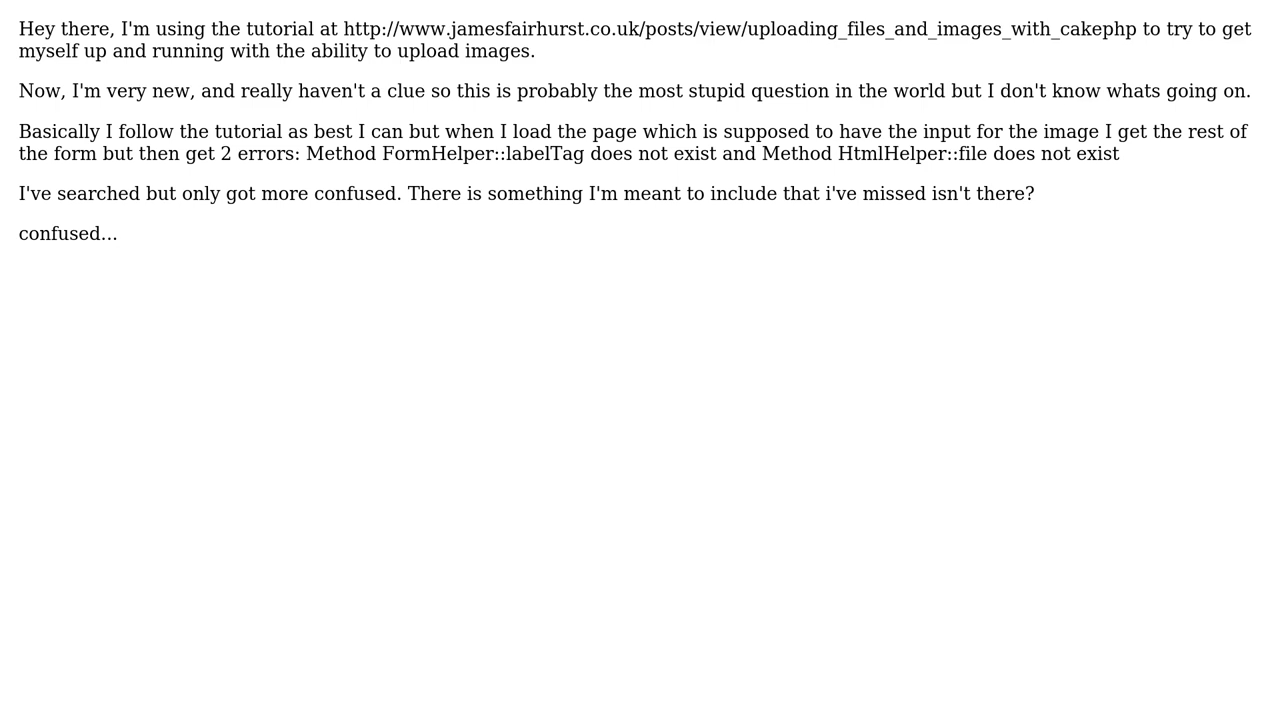 Hey there, I'm using the tutorial at http://www.jamesfairhurst.co.uk/posts/view/uploading_files_and_images_with_cakephp to try to get
myself up and running with the ability to upload images.
Now, I'm very new, and really haven't a clue so this is probably the most stupid question in the world but I don't know whats going on.
Basically I follow the tutorial as best I can but when I load the page which is supposed to have the input for the image I get the rest of
the form but then get 2 errors: Method FormHelper::labelTag does not exist and Method HtmlHelper::file does not exist
I've searched but only got more confused. There is something I'm meant to include that i've missed isn't there?
confused...